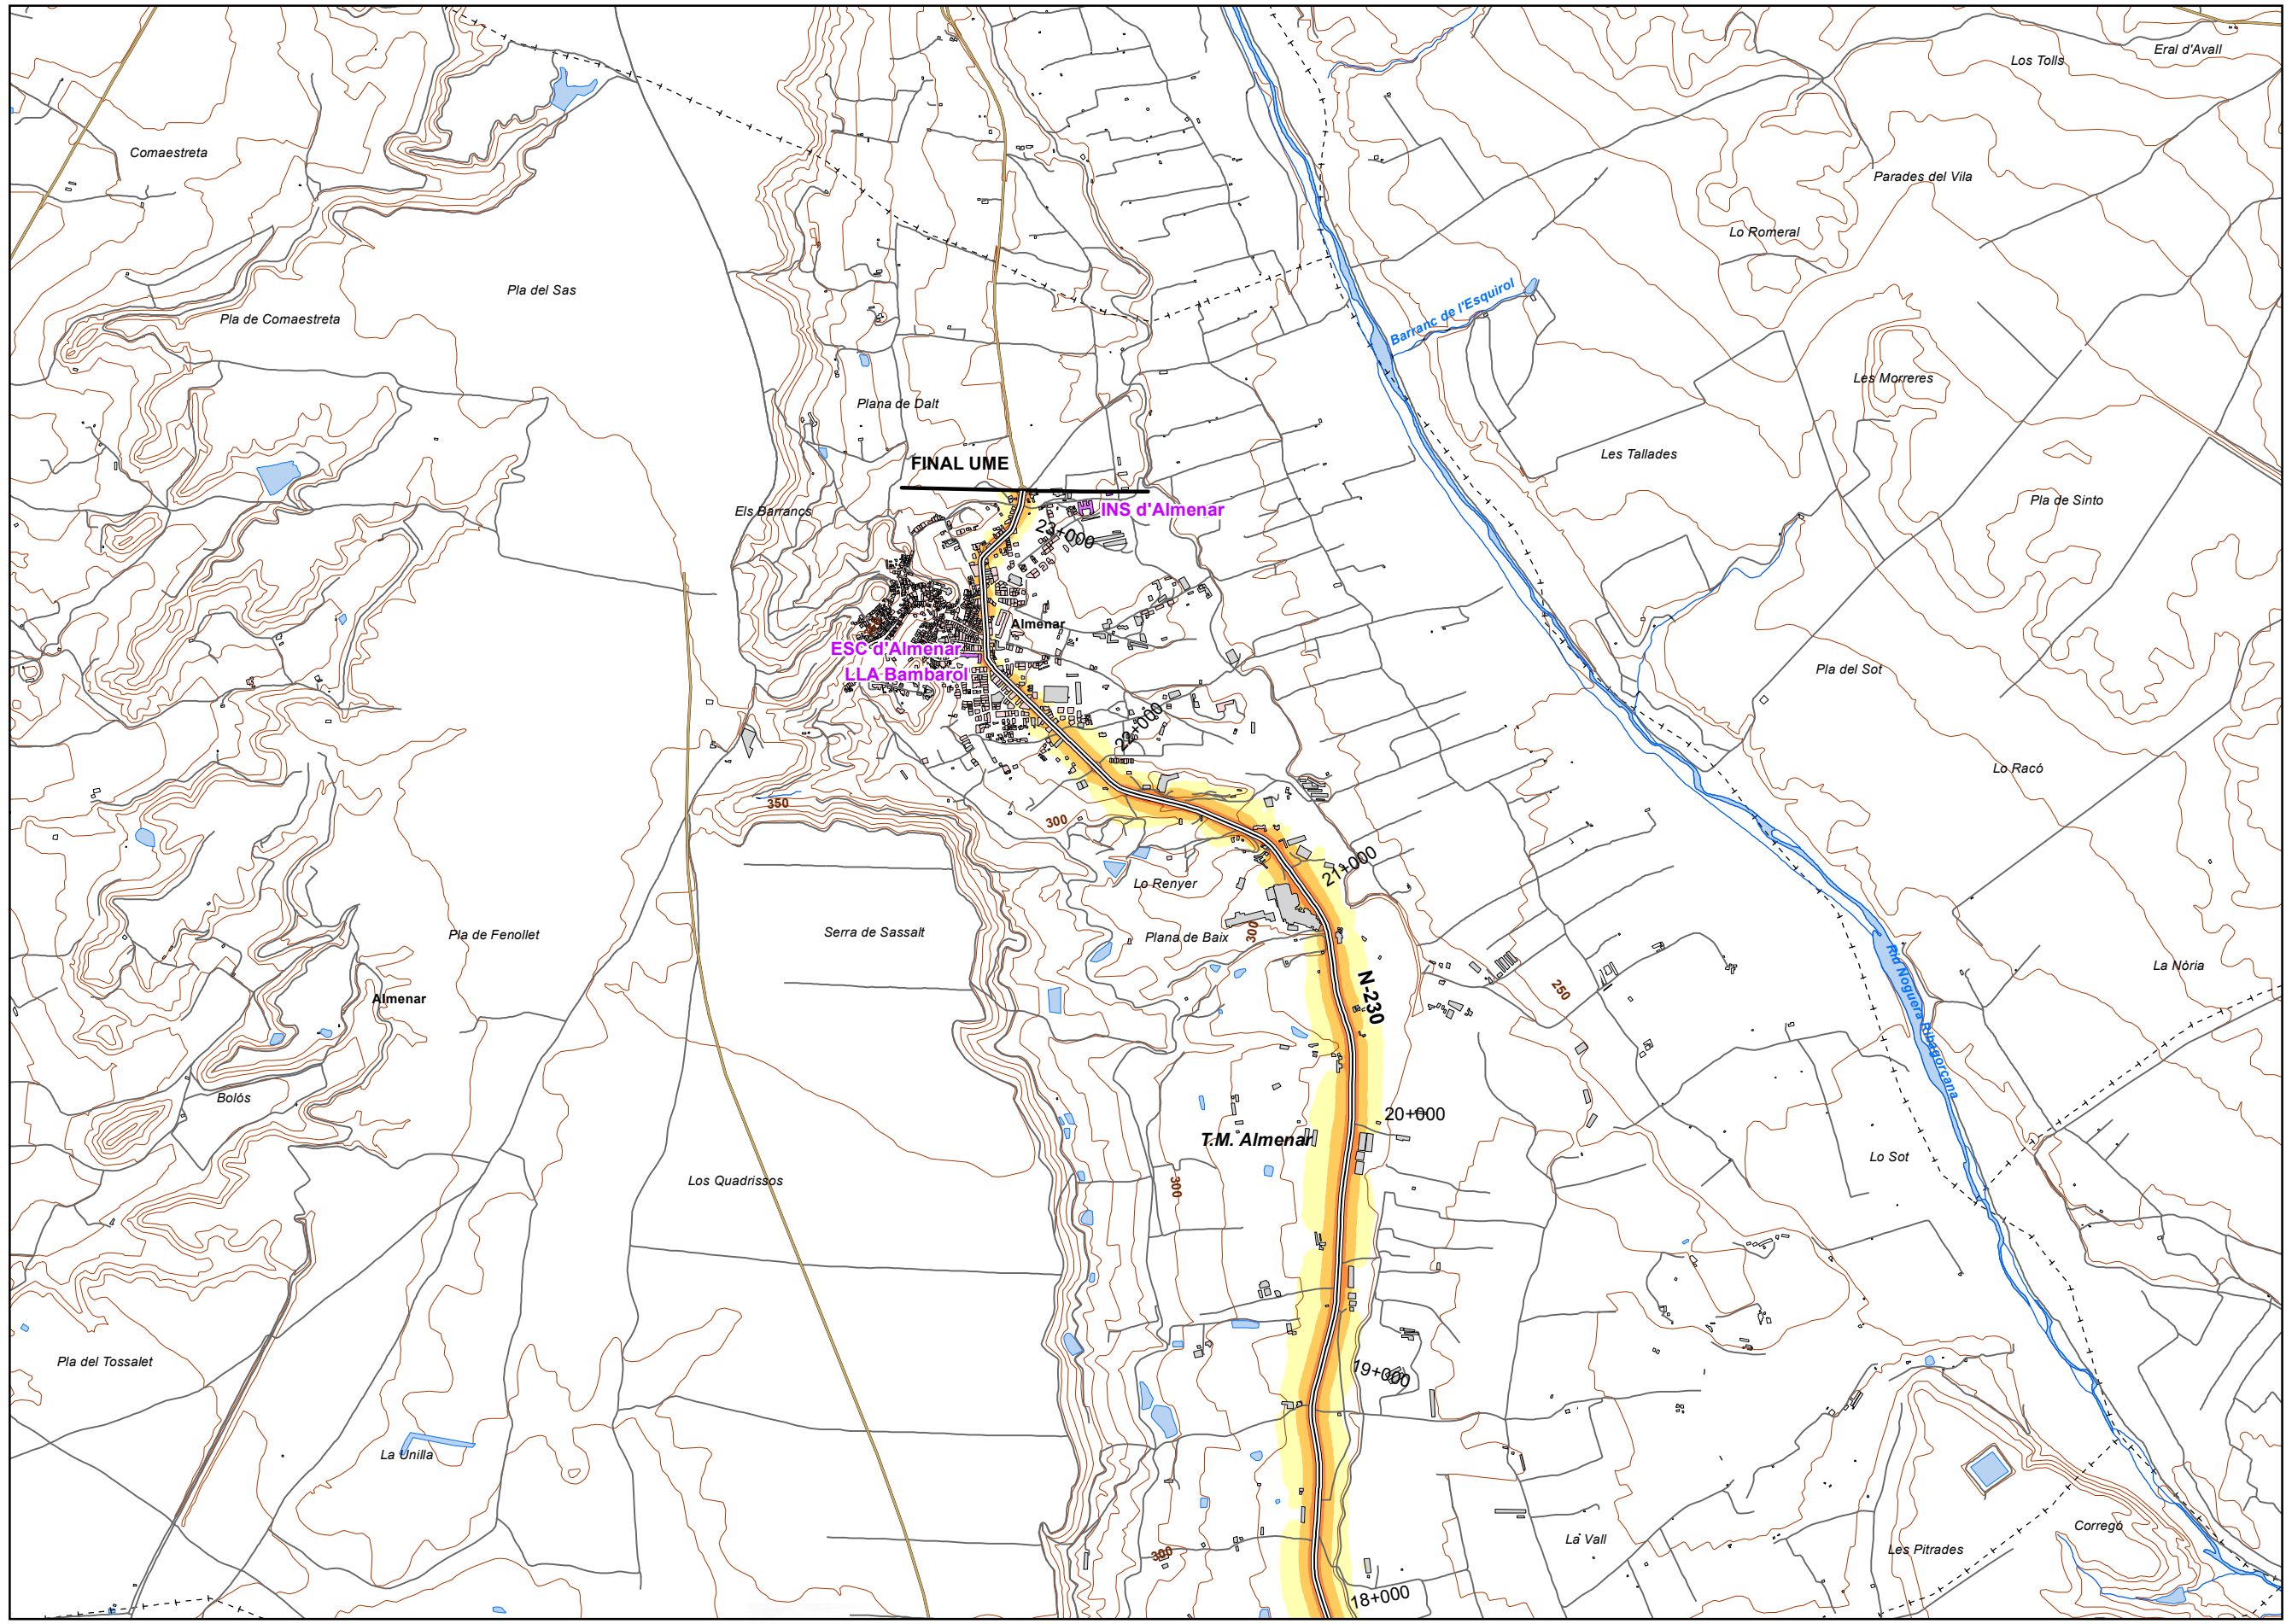 Eral d'Avall
Los Tolls
Comaestreta
Parades del Vila
Lo Romeral
Pla del Sas
Barranc de l'Esquirol
Pla de Comaestreta
Les Morreres
Plana de Dalt
Les Tallades
FINAL UME
Pla de Sinto
Els Barrancs
INS d'Almenar
23+000
Almenar
ESC d'Almenar
LLA Bambarol
Pla del Sot
22+000
Lo Racó
350
300
21+000
Lo Renyer
Pla de Fenollet
Serra de Sassalt
Plana de Baix
300
La Nòria
N-230
250
Almenar
Riu Noguera Ribagorçana
Bolós
20+000
T.M. Almenar
Lo Sot
Los Quadrissos
300
Pla del Tossalet
19+000
La Unilla
Corregó
La Vall
Les Pitrades
300
18+000